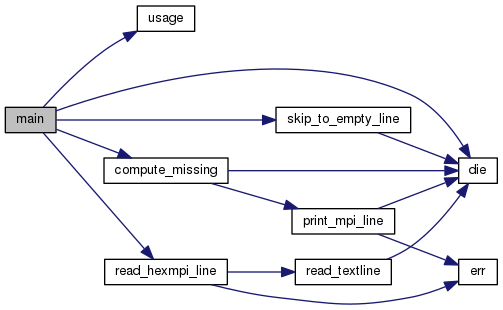 usage
main
skip_to_empty_line
compute_missing
die
print_mpi_line
read_hexmpi_line
read_textline
err